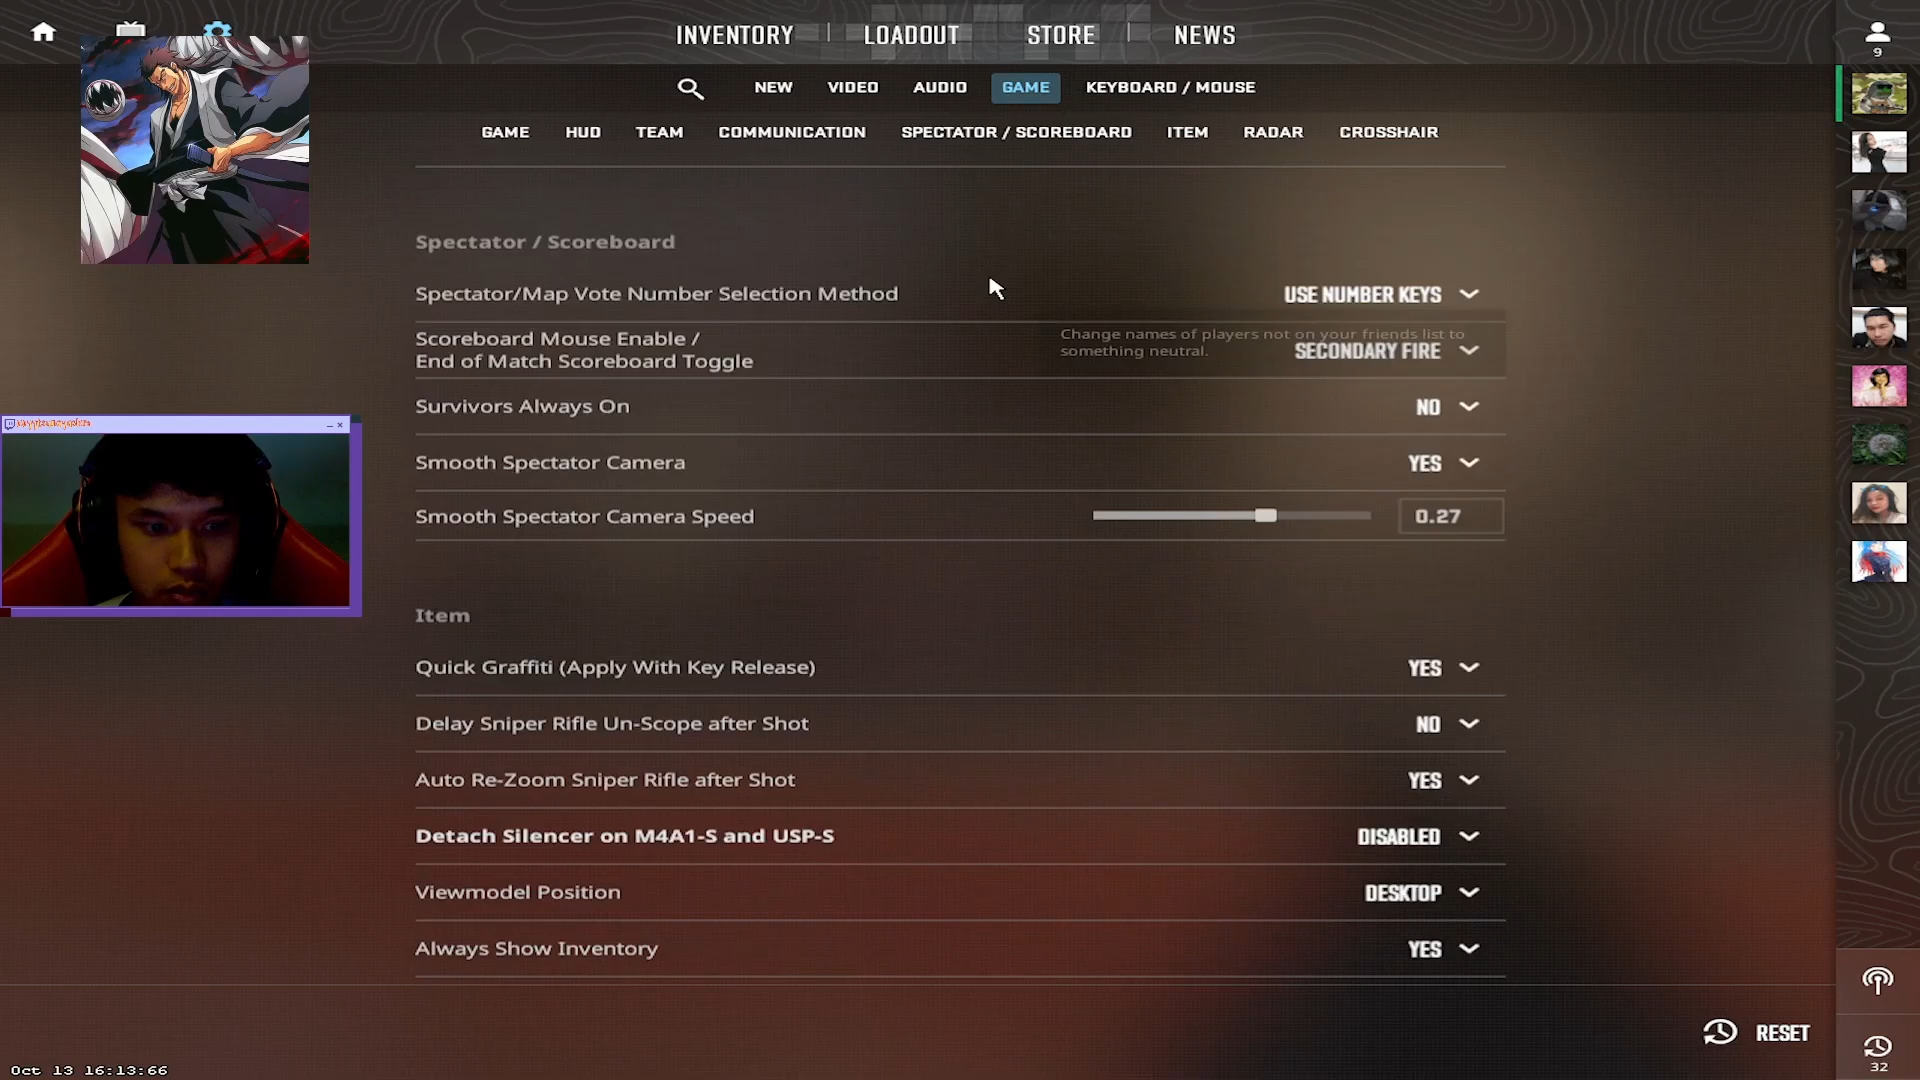 INVENTORY
LOADOUT
STORE
NEWS
9
NEW
VIDEO
AUDIO
GAME
KEYBOARD / MOUSE
GAME
HUD
TEAM
COMMUNICATION
SPECTATOR / SCOREBOARD
ITEM
RADAR
CROSSHAIR
Spectator / Scoreboard
Spectator/Map Vote Number Selection Method
USE NUMBER KEYS
Scoreboard Mouse Enable /
End of Match Scoreboard Toggle
Change names of players not on your friends list to
something neutral.
SECONDARY FIRE
Survivors Always On
NO
Smooth Spectator Camera
YES
Smooth Spectator Camera Speed
0.27
Item
Quick Graffiti (Apply With Key Release)
YES
Delay Sniper Rifle Un-Scope after Shot
NO
Auto Re-Zoom Sniper Rifle after Shot
YES
Detach Silencer on M4A1-S and USP-S
DISABLED
Viewmodel Position
DESKTOP
Always Show Inventory
YES
RESET
32
Oct 13 16:13:66